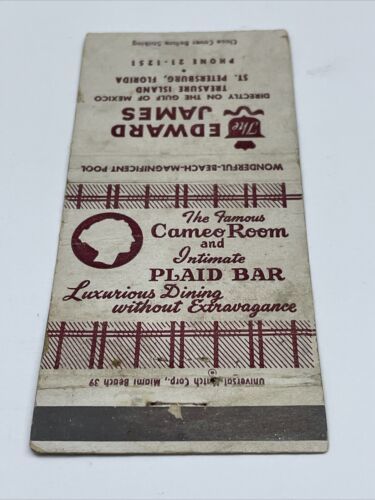 Close Cover Before Striking
PHONE 21-1251
ST. PETERSBURG, FLORIDA
TREASURE ISLAND
DIRECTLY ON THE GULF OF MEXICO
The EDWARD
JAMES
WONDERFUL-BEACH-MAGNIFICENT POOL
The Famous
Cameo Room
and
Intimate
PLAID BAR
Luxurious Dining
without Extravagance
Universal Match Corp., Miami Beach 39